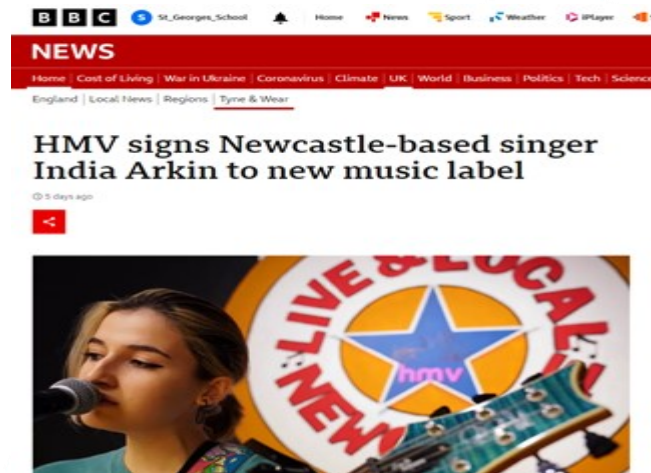 BBC St_Georges_School Home News Sport Weather iPlayer
NEWS
Home Cost of Living War in Ukraine Coronavirus Climate UK World Business Politics Tech Science
England Local News Regions Tyne & Wear
HMV signs Newcastle-based singer
India Arkin to new music label
5 days ago
LIVE & LOCAL
hmv
NEW